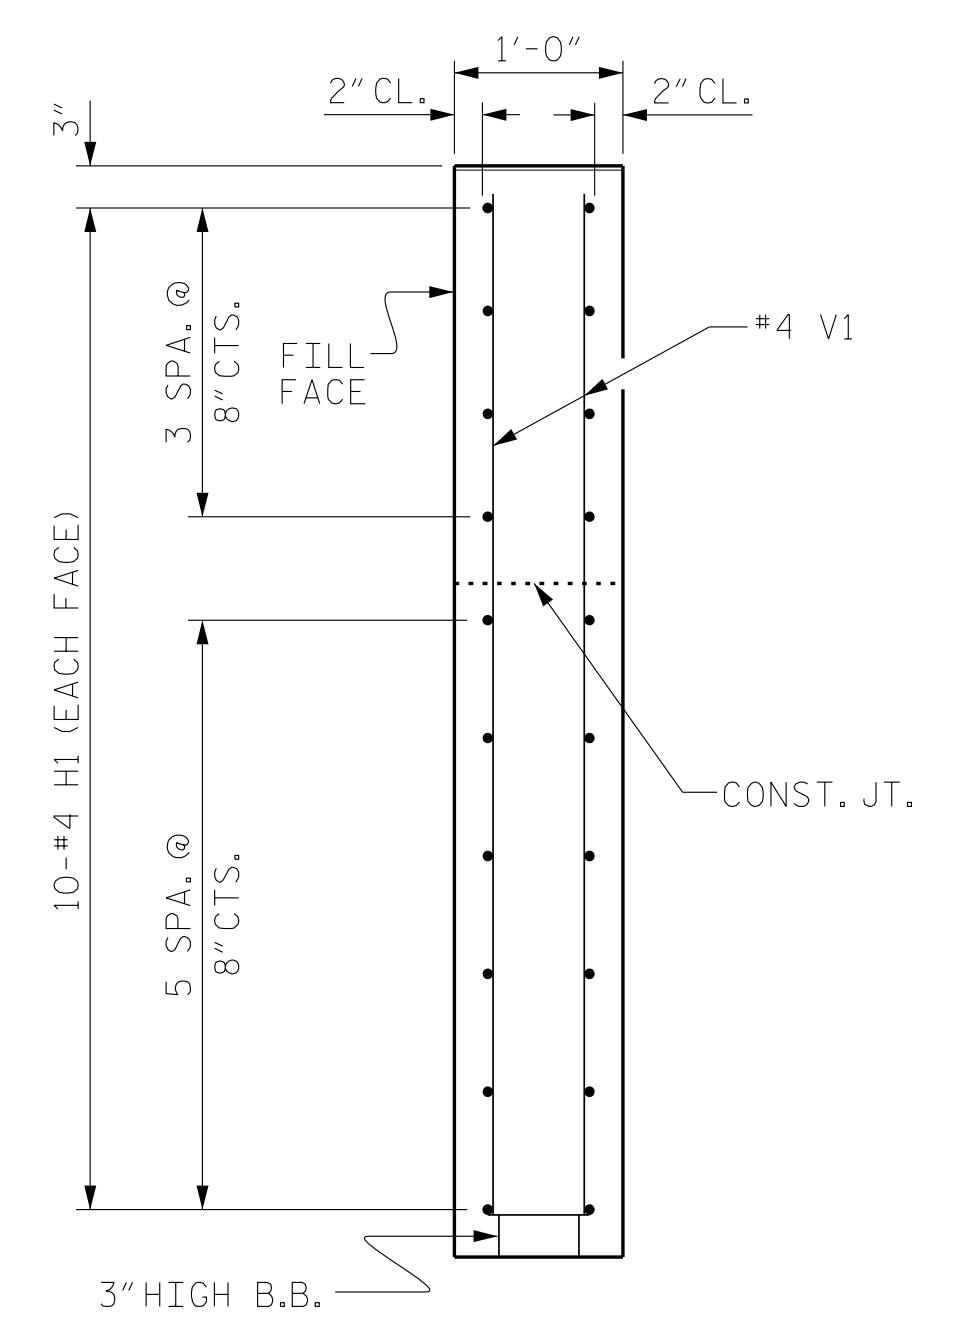 1'-0"
2" CL.
2" CL.
3"
3 SPA. @
8" CTS.
FILL
FACE
#4 V1
10-#4 H1 (EACH FACE)
5 SPA. @
8" CTS.
CONST. JT.
3" HIGH B.B.